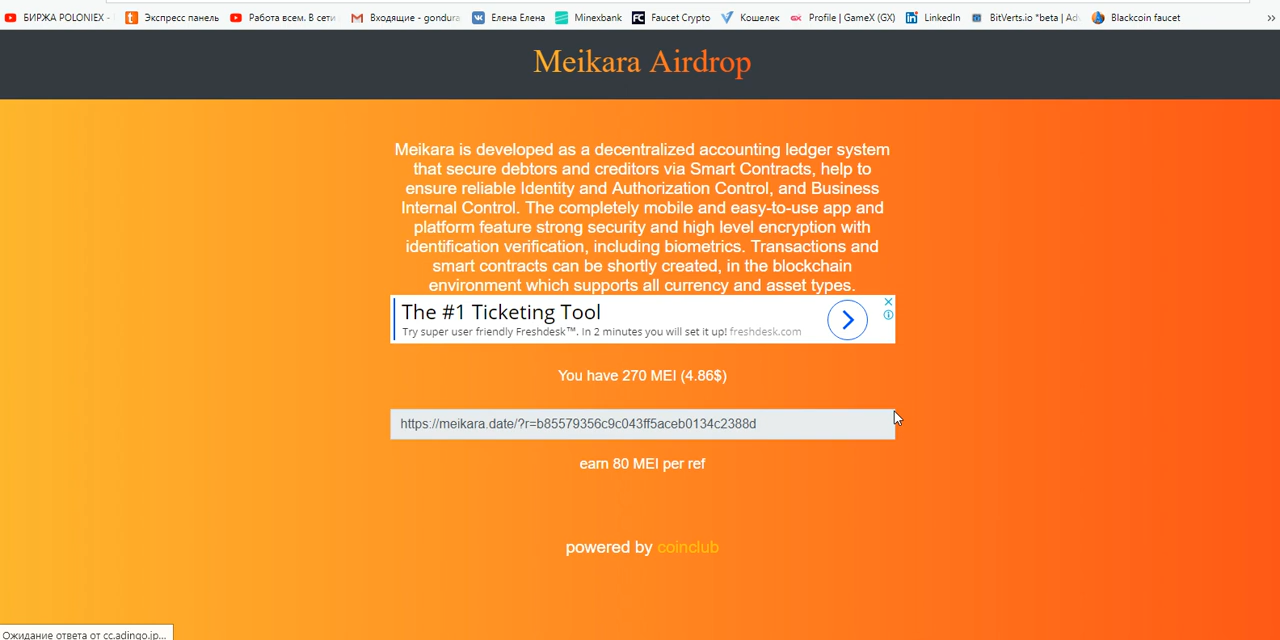 БИРЖА POLONIEX - Экспресс панель Работа всем. В сети Входящие - gondura Елена Елена Minexbank Faucet Crypto Кошелек Profile | GameX (GX) LinkedIn BitVerts.io *beta | Ad Blackcoin faucet »
Meikara Airdrop
Meikara is developed as a decentralized accounting ledger system
that secure debtors and creditors via Smart Contracts, help to
ensure reliable Identity and Authorization Control, and Business
Internal Control. The completely mobile and easy-to-use app and
platform feature strong security and high level encryption with
identification verification, including biometrics. Transactions and
smart contracts can be shortly created, in the blockchain
environment which supports all currency and asset types.
The #1 Ticketing Tool
Try super user friendly Freshdesk™. In 2 minutes you will set it up! freshdesk.com
You have 270 MEI (4.86$)
https://meikara.date/?r=b85579356c9c043ff5aceb0134c2388d
earn 80 MEI per ref
powered by coinclub
Ожидание ответа от cc.adingo.jp...